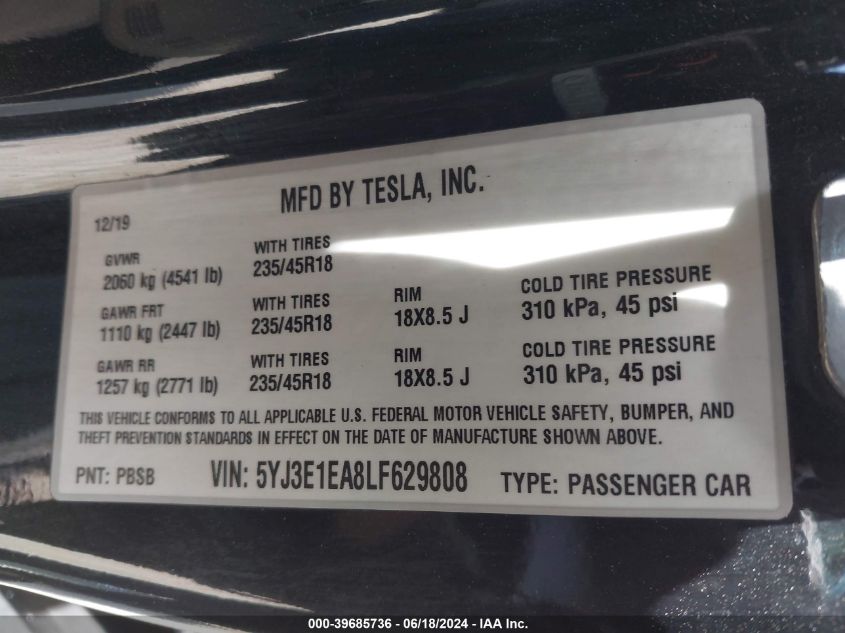 MFD BY TESLA, INC.
12/19
GVWR
2060 kg (4541 lb)
WITH TIRES
235/45R18
GAWR FRT
1110 kg (2447 lb)
WITH TIRES
235/45R18
RIM
18X8.5 J
COLD TIRE PRESSURE
310 kPa, 45 psi
GAWR RR
1257 kg (2771 lb)
WITH TIRES
235/45R18
RIM
18X8.5 J
COLD TIRE PRESSURE
310 kPa, 45 psi
THIS VEHICLE CONFORMS TO ALL APPLICABLE U.S. FEDERAL MOTOR VEHICLE SAFETY, BUMPER, AND
THEFT PREVENTION STANDARDS IN EFFECT ON THE DATE OF MANUFACTURE SHOWN ABOVE.
PNT: PBSB VIN: 5YJ3E1EA8LF629808 TYPE: PASSENGER CAR
000-39685736 - 06/18/2024 - IAA Inc.